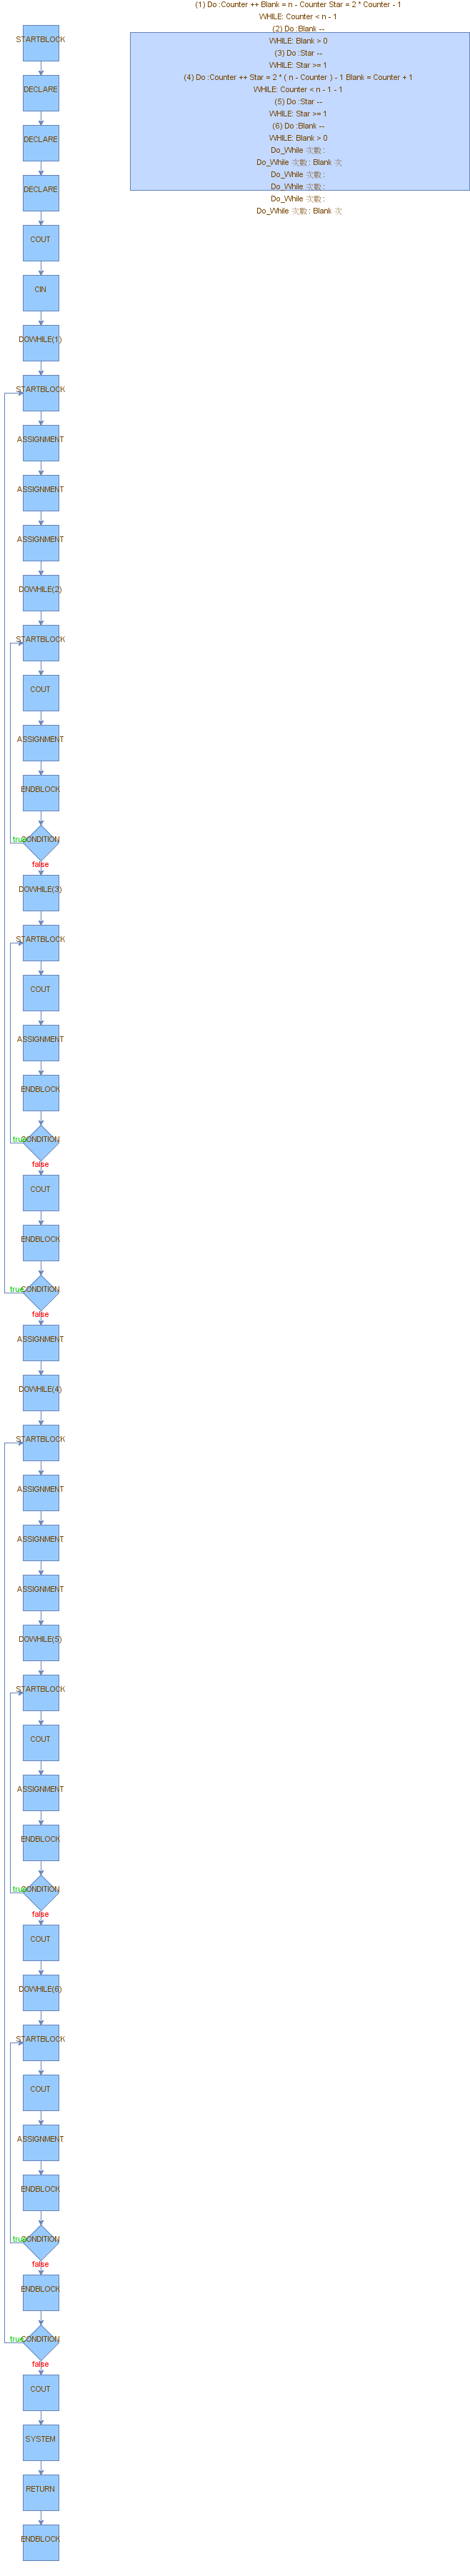 (1) Do :Counter ++ Blank = n - Counter Star = 2 * Counter - 1
WHILE: Counter < n - 1
(2) Do :Blank --
WHILE: Blank > 0
(3) Do :Star --
WHILE: Star >= 1
(4) Do :Counter ++ Star = 2 * ( n - Counter ) - 1 Blank = Counter + 1
WHILE: Counter < n - 1 - 1
(5) Do :Star --
WHILE: Star >= 1
(6) Do :Blank --
WHILE: Blank > 0
Do_While 次數 :
Do_While 次數 : Blank 次
Do_While 次數 :
Do_While 次數 :
Do_While 次數 :
Do_While 次數 : Blank 次
STARTBLOCK
DECLARE
DECLARE
DECLARE
COUT
CIN
DOWHILE(1)
STARTBLOCK
ASSIGNMENT
ASSIGNMENT
ASSIGNMENT
DOWHILE(2)
STARTBLOCK
COUT
ASSIGNMENT
ENDBLOCK
true CONDITION
false
DOWHILE(3)
STARTBLOCK
COUT
ASSIGNMENT
ENDBLOCK
true CONDITION
false
COUT
ENDBLOCK
true CONDITION
false
ASSIGNMENT
DOWHILE(4)
STARTBLOCK
ASSIGNMENT
ASSIGNMENT
ASSIGNMENT
DOWHILE(5)
STARTBLOCK
COUT
ASSIGNMENT
ENDBLOCK
true CONDITION
false
COUT
DOWHILE(6)
STARTBLOCK
COUT
ASSIGNMENT
ENDBLOCK
true CONDITION
false
ENDBLOCK
true CONDITION
false
COUT
SYSTEM
RETURN
ENDBLOCK